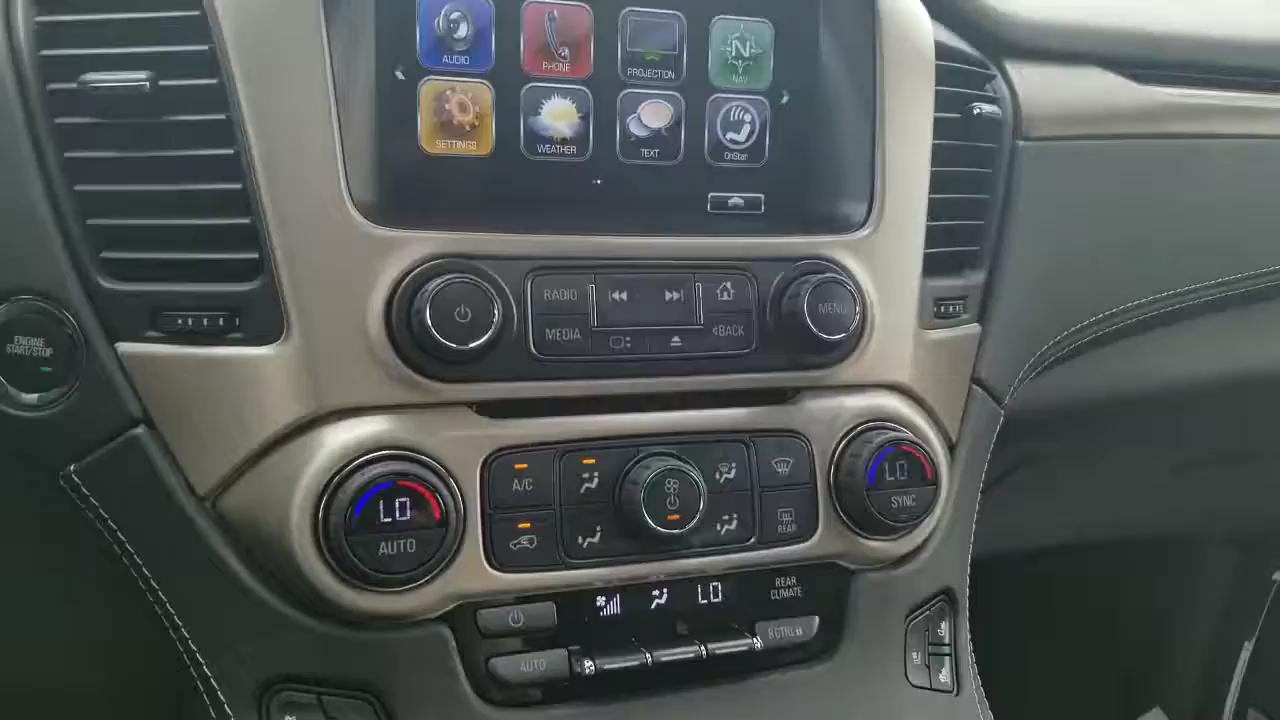 AUDIO
PHONE
PROJECTION
N
NAV
SETTINGS
WEATHER
TEXT
OnStar
RADIO
MEDIA
<BACK
MENU
ENGINE
START/STOP
A/C
REAR
LO
AUTO
LO
SYNC
LO
REAR
CLIMATE
AUTO